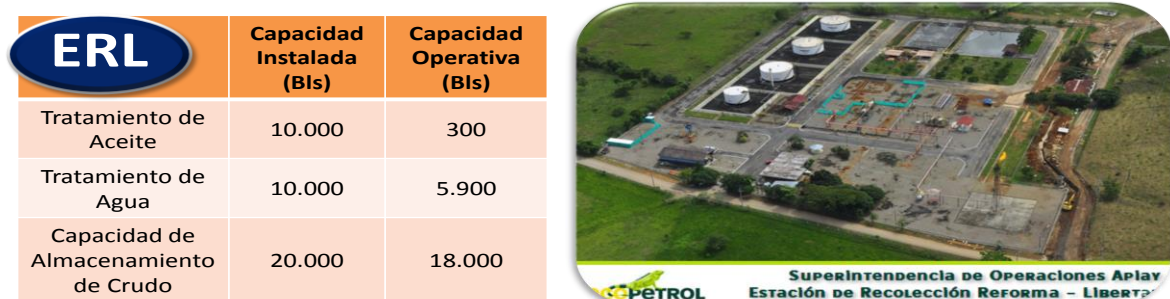 ERL
Capacidad
Instalada
(Bls)
Capacidad
Operativa
(Bls)
Tratamiento de
Aceite
10.000
300
Tratamiento de
Agua
10.000
5.900
Capacidad de
Almacenamiento
de Crudo
20.000
18.000
Superintendencia de Operaciones Apiay
Estación de Recolección Reforma –